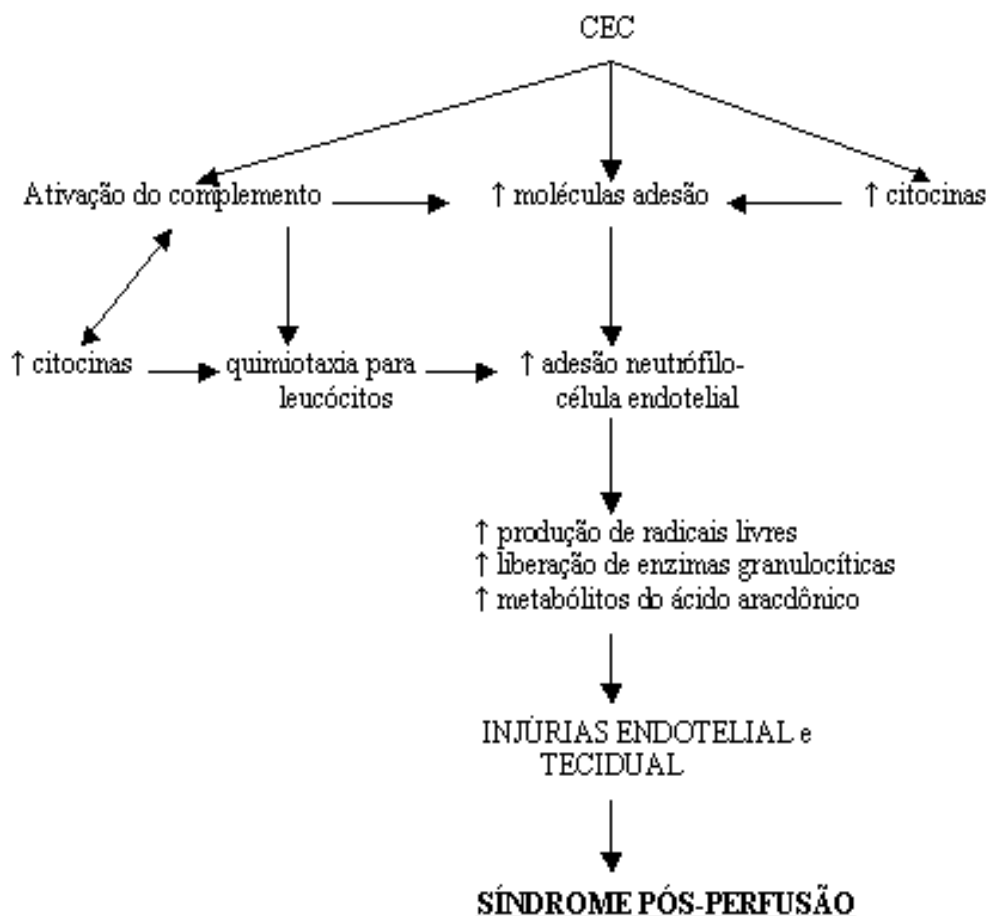 CEC
Ativação do complemento
↑ moléculas adesão
↑ citocinas
↑ citocinas
quimiotaxia para
leucócitos
↑ adesão neutrófilo-
célula endotelial
↑ produção de radicais livres
↑ liberação de enzimas granulocíticas
↑ metabólitos do ácido aracdônico
INJÚRIAS ENDOTELIAL e
TECIDUAL
SÍNDROME PÓS-PERFUSÃO